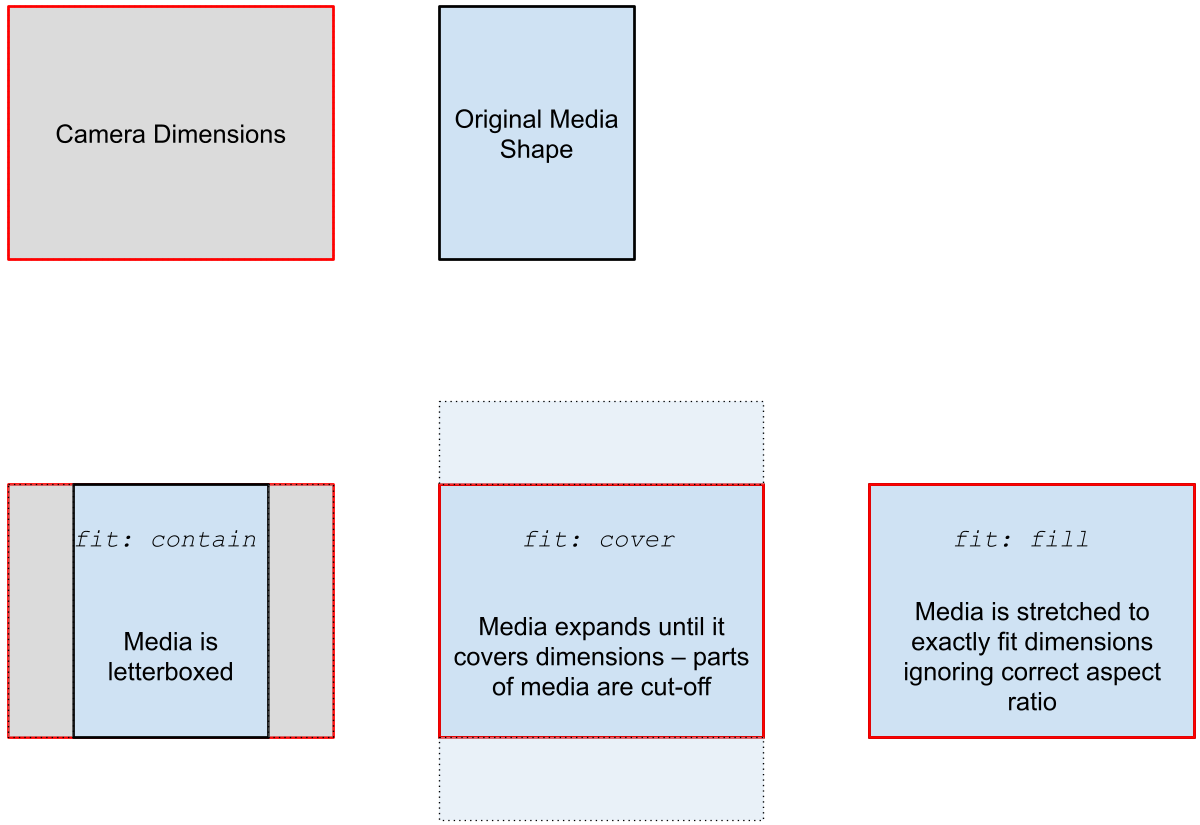 Camera Dimensions
Original Media
Shape
fit: contain
Media is
letterboxed
fit: cover
Media expands until it
covers dimensions – parts
of media are cut-off
fit: fill
Media is stretched to
exactly fit dimensions
ignoring correct aspect
ratio